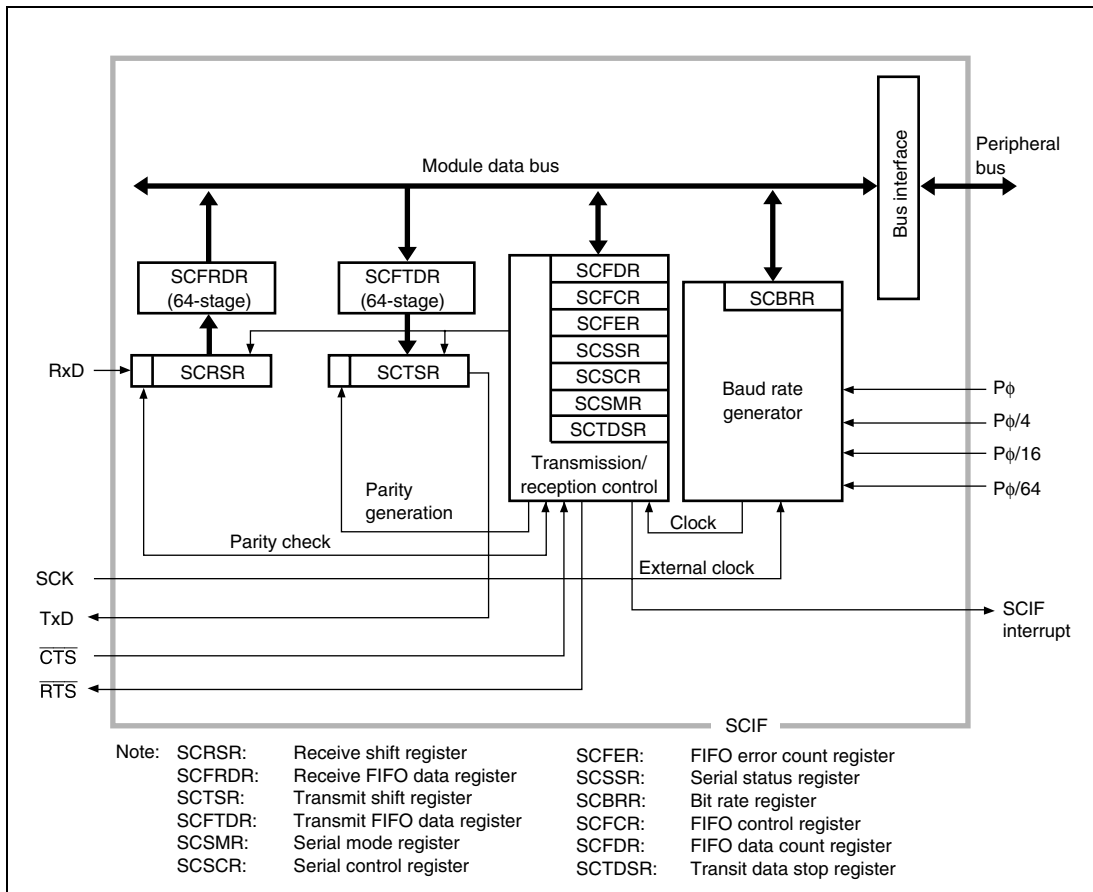 Module data bus
Bus interface
Peripheral
bus
SCFRDR
(64-stage)
SCFTDR
(64-stage)
SCFDR
SCFCR
SCFER
SCSSR
SCSCR
SCSMR
SCTDSR
Transmission/
reception control
SCBRR
Baud rate
generator
RxD
SCRSR
SCTSR
Pϕ
Pϕ/4
Pϕ/16
Pϕ/64
Parity
generation
Parity check
Clock
External clock
SCK
TxD
CTS
RTS
SCIF
interrupt
SCIF
Note: SCRSR: Receive shift register
SCFRDR: Receive FIFO data register
SCTSR: Transmit shift register
SCFTDR: Transmit FIFO data register
SCSMR: Serial mode register
SCSCR: Serial control register
SCFER: FIFO error count register
SCSSR: Serial status register
SCBRR: Bit rate register
SCFCR: FIFO control register
SCFDR: FIFO data count register
SCTDSR: Transit data stop register